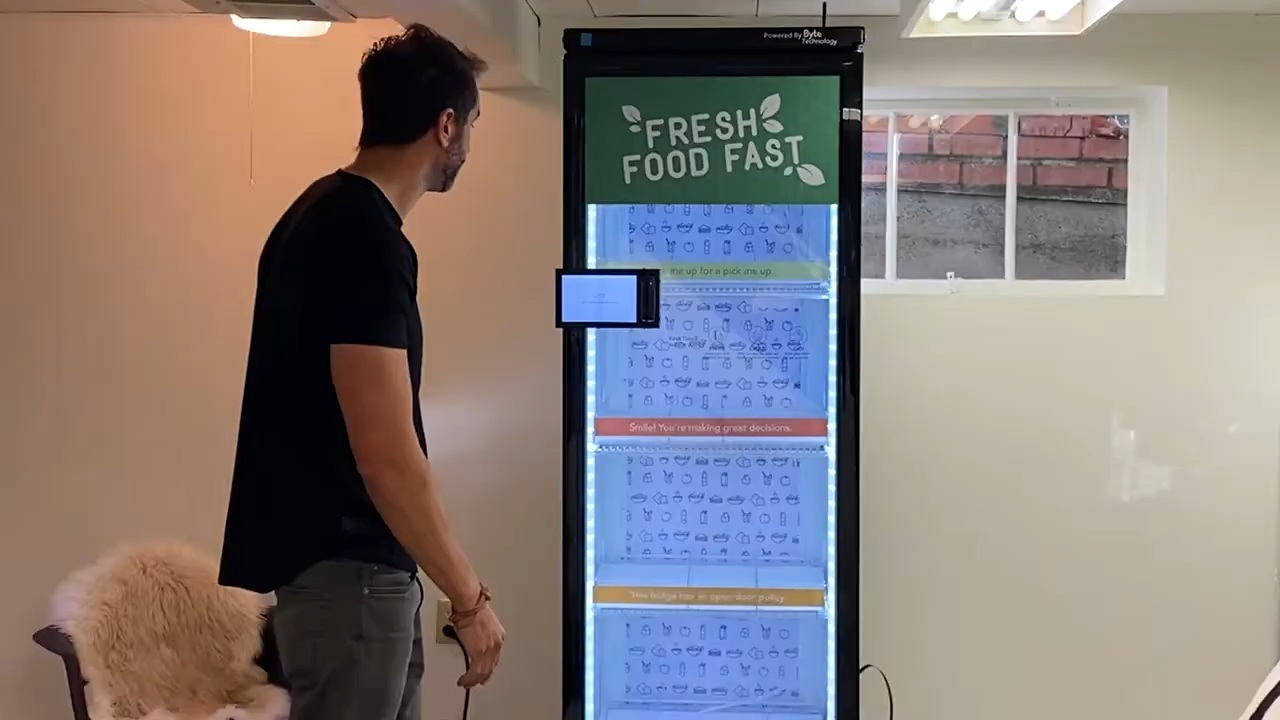 Powered By Byte
Technology
FRESH
FOOD FAST
me up for a pick me up.
Smile! You're making great decisions.
This fridge has an open door policy.